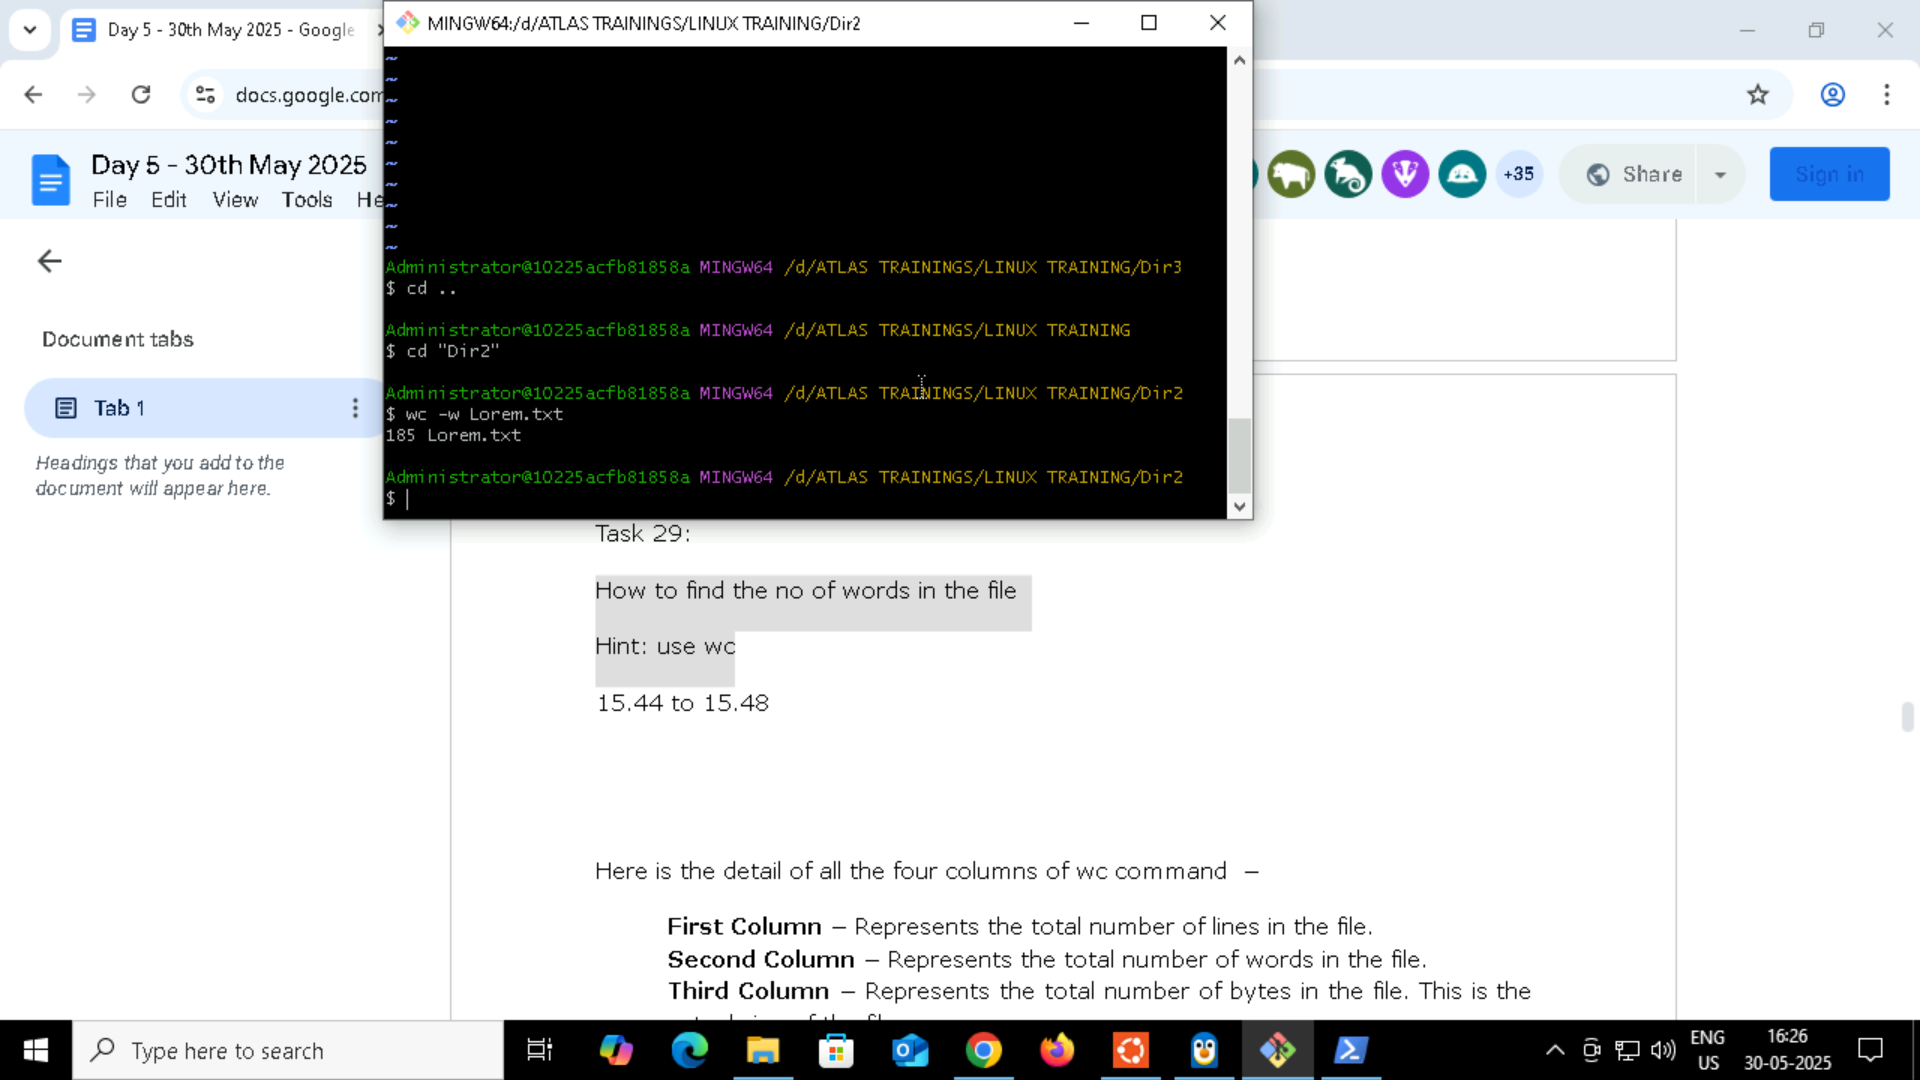 Day 5 - 30th May 2025 - Google
MINGW64:/d/ATLAS TRAININGS/LINUX TRAINING/Dir2
docs.google.com
Day 5 - 30th May 2025
File Edit View Tools He
+35
Share
Sign in
~
~
~
~
~
~
~
~
~
~
Administrator@10225acfb81858a MINGW64 /d/ATLAS TRAININGS/LINUX TRAINING/Dir3
$ cd ..
Administrator@10225acfb81858a MINGW64 /d/ATLAS TRAININGS/LINUX TRAINING
$ cd "Dir2"
Administrator@10225acfb81858a MINGW64 /d/ATLAS TRAININGS/LINUX TRAINING/Dir2
$ wc -w Lorem.txt
185 Lorem.txt
Administrator@10225acfb81858a MINGW64 /d/ATLAS TRAININGS/LINUX TRAINING/Dir2
$
Document tabs
Tab 1
Headings that you add to the
document will appear here.
Task 29:
How to find the no of words in the file
Hint: use wc
15.44 to 15.48
Here is the detail of all the four columns of wc command –
First Column – Represents the total number of lines in the file.
Second Column – Represents the total number of words in the file.
Third Column – Represents the total number of bytes in the file. This is the
Type here to search
ENG
US
16:26
30-05-2025